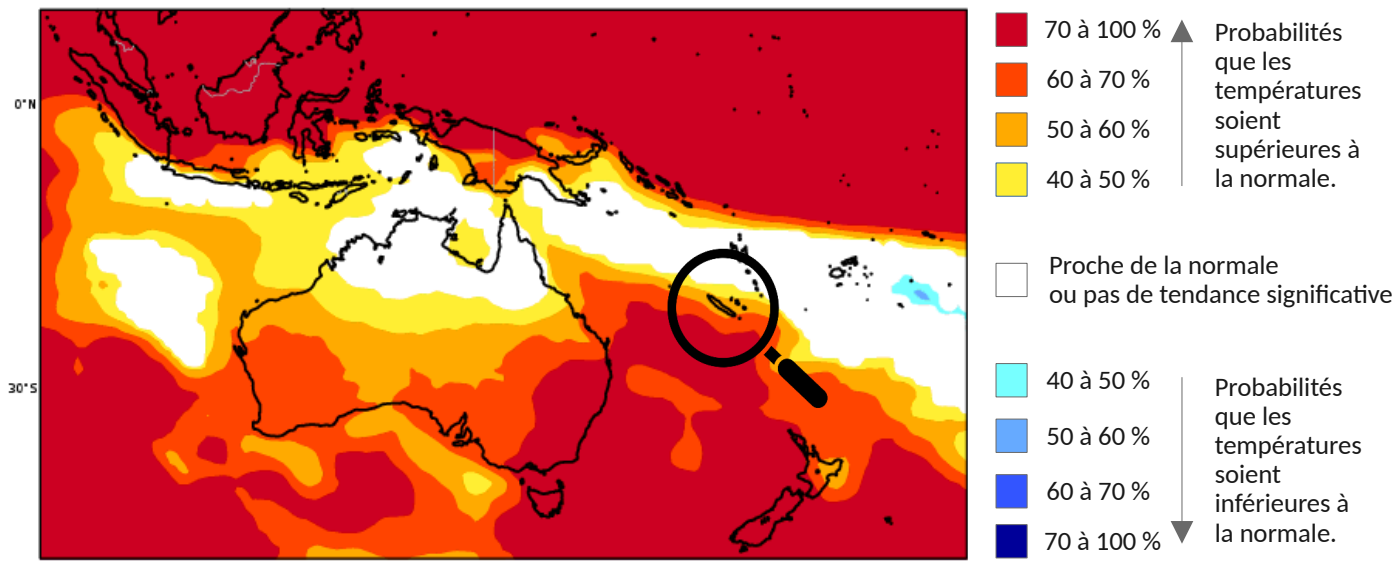 0°N
30°S
70 à 100 %
60 à 70 %
50 à 60 %
40 à 50 %
Probabilités
que les
températures
soient
supérieures à
la normale.
Proche de la normale
ou pas de tendance significative
40 à 50 %
50 à 60 %
60 à 70 %
70 à 100 %
Probabilités
que les
températures
soient
inférieures à
la normale.